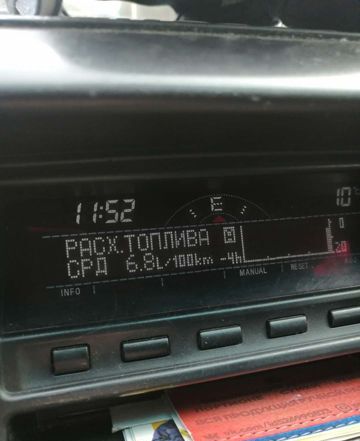 11:52 E 10°
РАСХ.ТОПЛИВА 0
СРД 6.8L/100km -4h 20
INFO MANUAL RESET